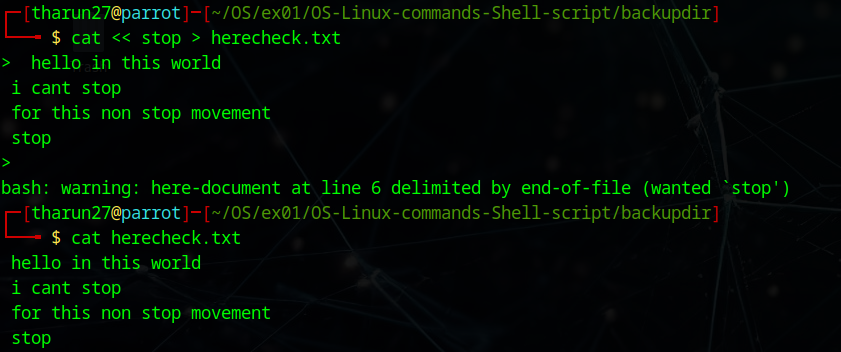 ┌─[tharun27@parrot]─[~/OS/ex01/OS-Linux-commands-Shell-script/backupdir]
└──╼ $ cat << stop > herecheck.txt
>  hello in this world
 i cant stop
 for this non stop movement
 stop
>
bash: warning: here-document at line 6 delimited by end-of-file (wanted `stop')
┌─[tharun27@parrot]─[~/OS/ex01/OS-Linux-commands-Shell-script/backupdir]
└──╼ $ cat herecheck.txt
 hello in this world
 i cant stop
 for this non stop movement
 stop